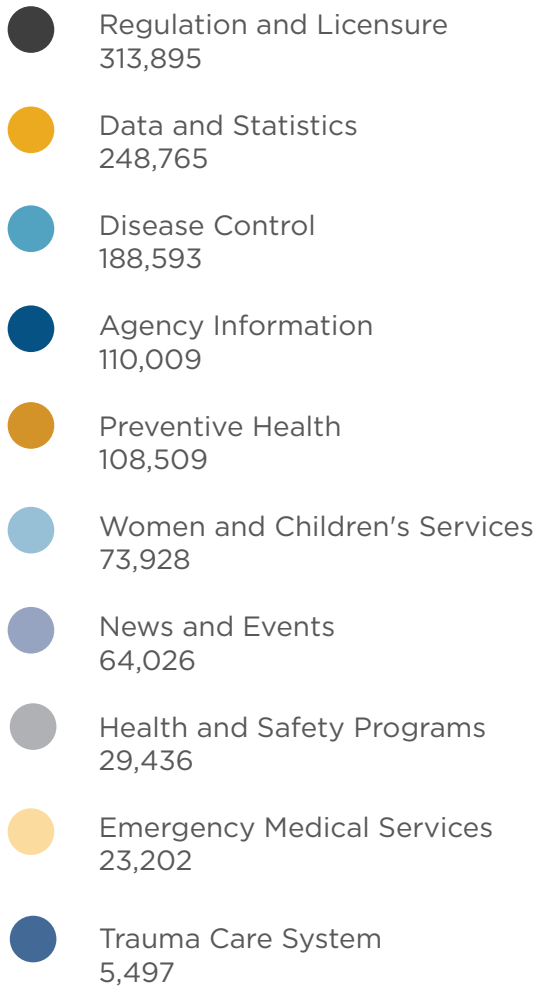 Regulation and Licensure
313,895
Data and Statistics
248,765
Disease Control
188,593
Agency Information
110,009
Preventive Health
108,509
Women and Children's Services
73,928
News and Events
64,026
Health and Safety Programs
29,436
Emergency Medical Services
23,202
Trauma Care System
5,497